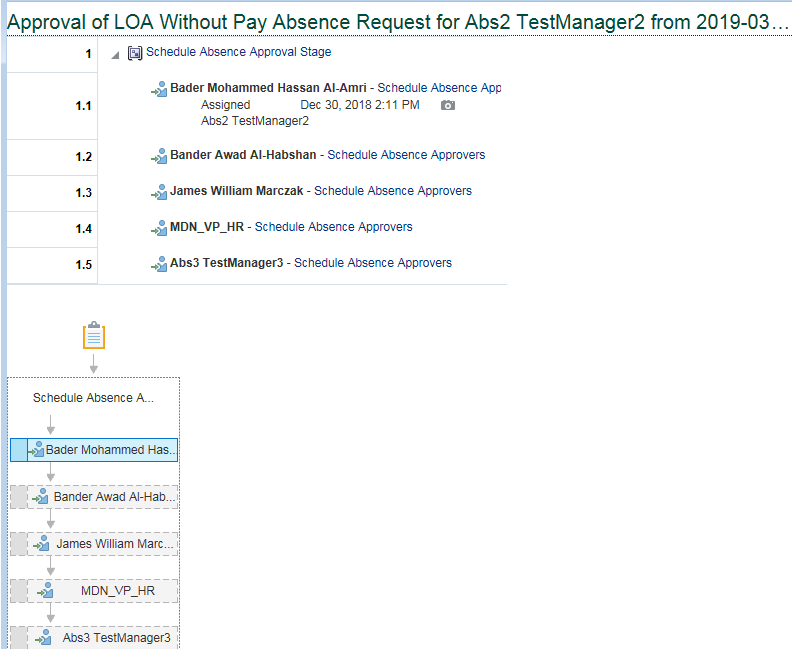 Approval of LOA Without Pay Absence Request for Abs2 TestManager2 from 2019-03...
1 Schedule Absence Approval Stage
1.1 Bader Mohammed Hassan Al-Amri - Schedule Absence App
Assigned Dec 30, 2018 2:11 PM
Abs2 TestManager2
1.2 Bander Awad Al-Habshan - Schedule Absence Approvers
1.3 James William Marczak - Schedule Absence Approvers
1.4 MDN_VP_HR - Schedule Absence Approvers
1.5 Abs3 TestManager3 - Schedule Absence Approvers
Schedule Absence A...
Bader Mohammed Has...
Bander Awad Al-Hab...
James William Marc...
MDN_VP_HR
Abs3 TestManager3